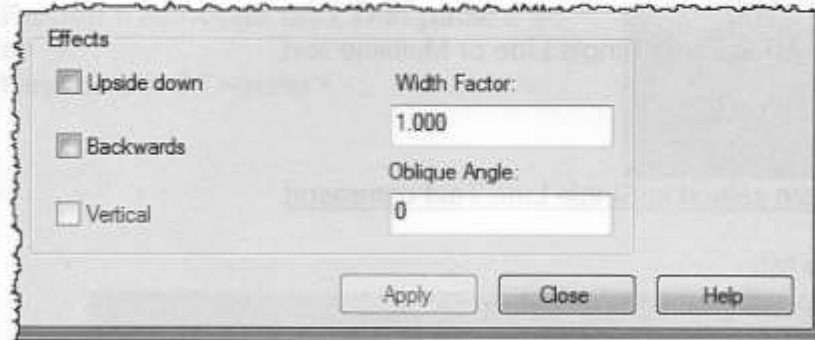 Effects
Upside down
Backwards
Vertical
Width Factor:
1.000
Oblique Angle:
0
Apply
Close
Help